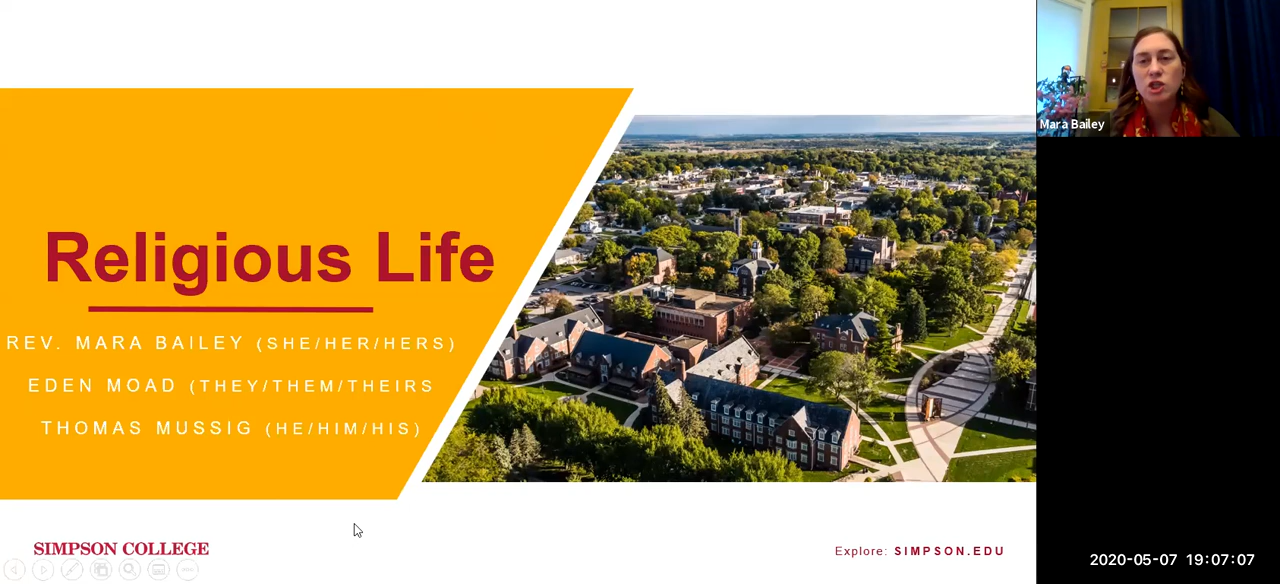 Religious Life
REV. MARA BAILEY (SHE/HER/HERS)
EDEN MOAD (THEY/THEM/THEIRS
THOMAS MUSSIG (HE/HIM/HIS)
SIMPSON COLLEGE
Explore: SIMPSON.EDU
Mara Bailey
2020-05-07 19:07:07